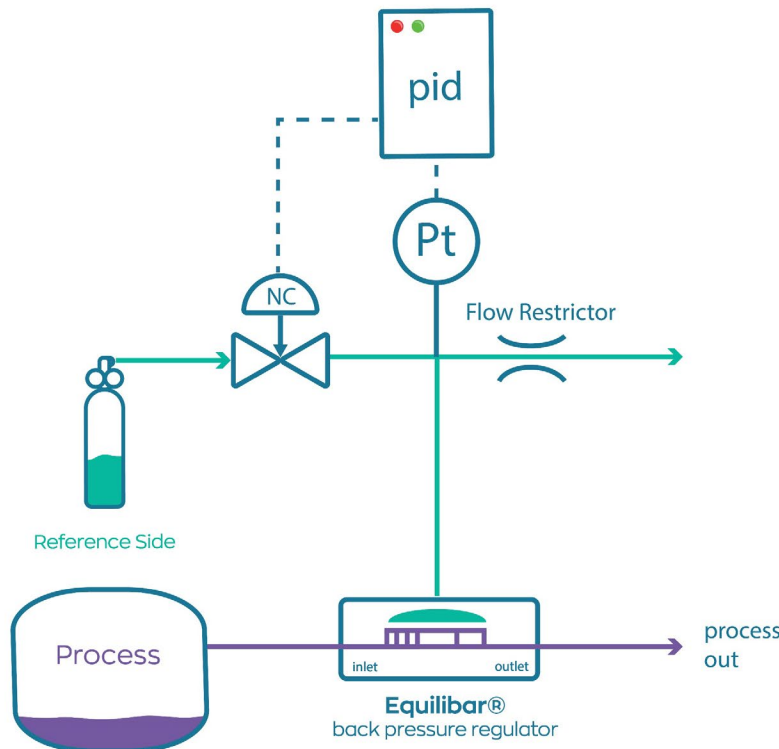 pid
Pt
NC
Flow Restrictor
Reference Side
Process
inlet
outlet
process
out
Equilibar®
back pressure regulator